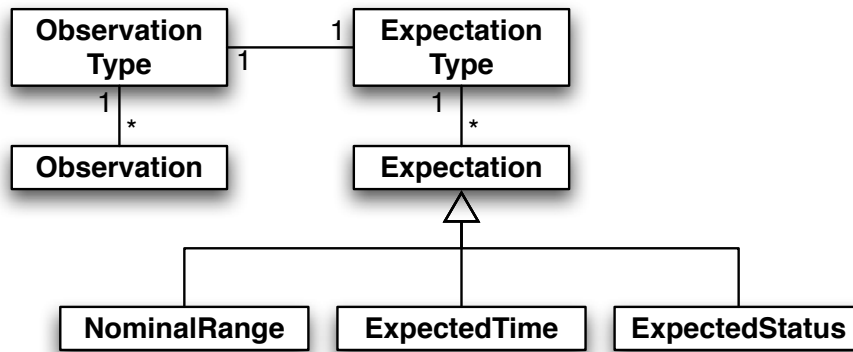 Observation
Type
1
1
Expectation
Type
1
*
1
*
Observation
Expectation
NominalRange
ExpectedTime
ExpectedStatus